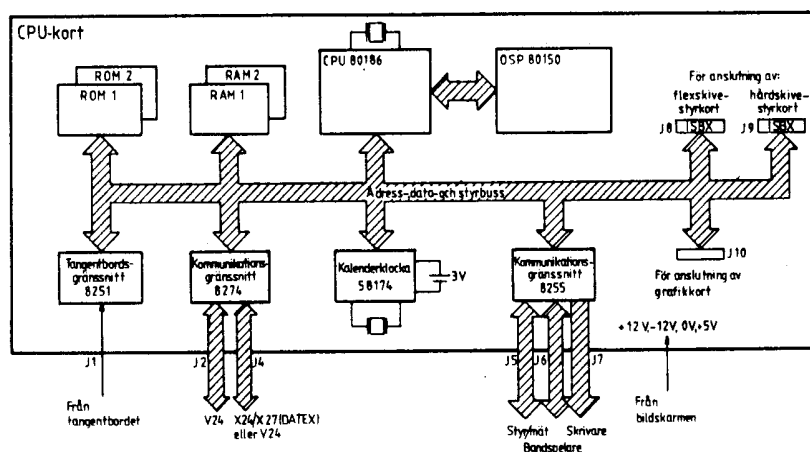 CPU-kort
ROM 2
ROM 1
RAM 2
RAM 1
CPU 80186
OSP 80150
För anslutning av:
flexskive-
styrkort
hårdskive-
styrkort
J8
ISBX
J9
ISBX
Adress-data-och styrbuss
Tangentbords-
gränssnitt
8251
Kommunikations-
gränssnitt
8274
Kalenderklocka
58174
3V
Kommunikations-
gränssnitt
8255
J10
För anslutning av
grafikkort
+12V,-12V, 0V,+5V
J1
J2
J4
J5
J6
J7
Från
tangentbordet
V24
X24/X27(DATEX)
eller V24
Styr/nät
Bandspelare
Skrivare
Från
bildskärmen